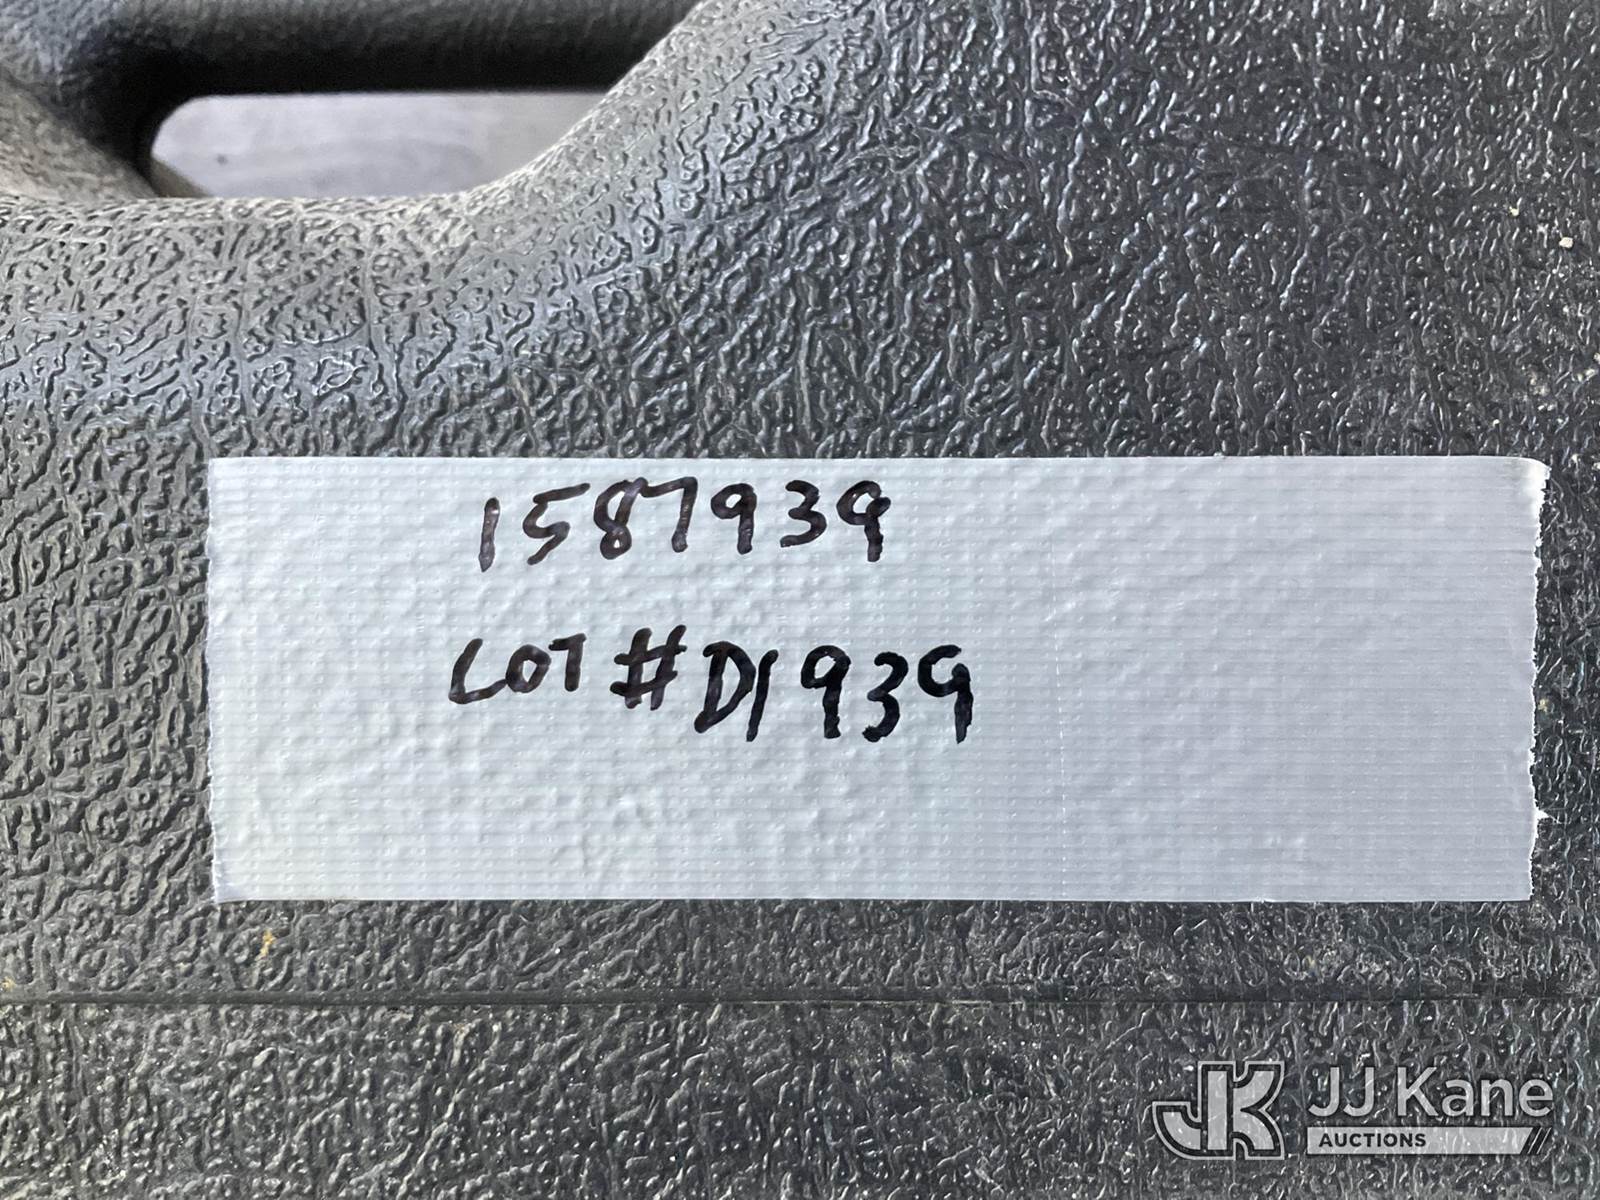 1587939
LOT #D1939
JK JJ Kane
AUCTIONS